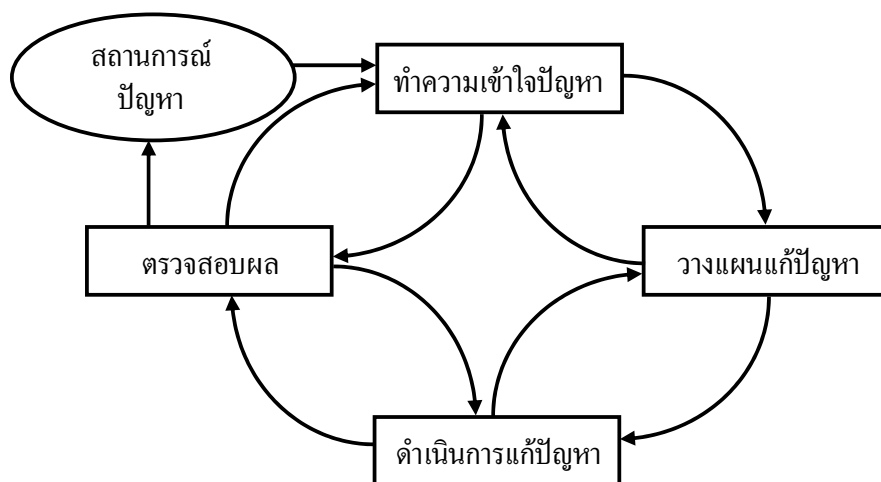 สถานการณ์
ปัญหา
ทำความเข้าใจปัญหา
ตรวจสอบผล
วางแผนแก้ปัญหา
ดำเนินการแก้ปัญหา